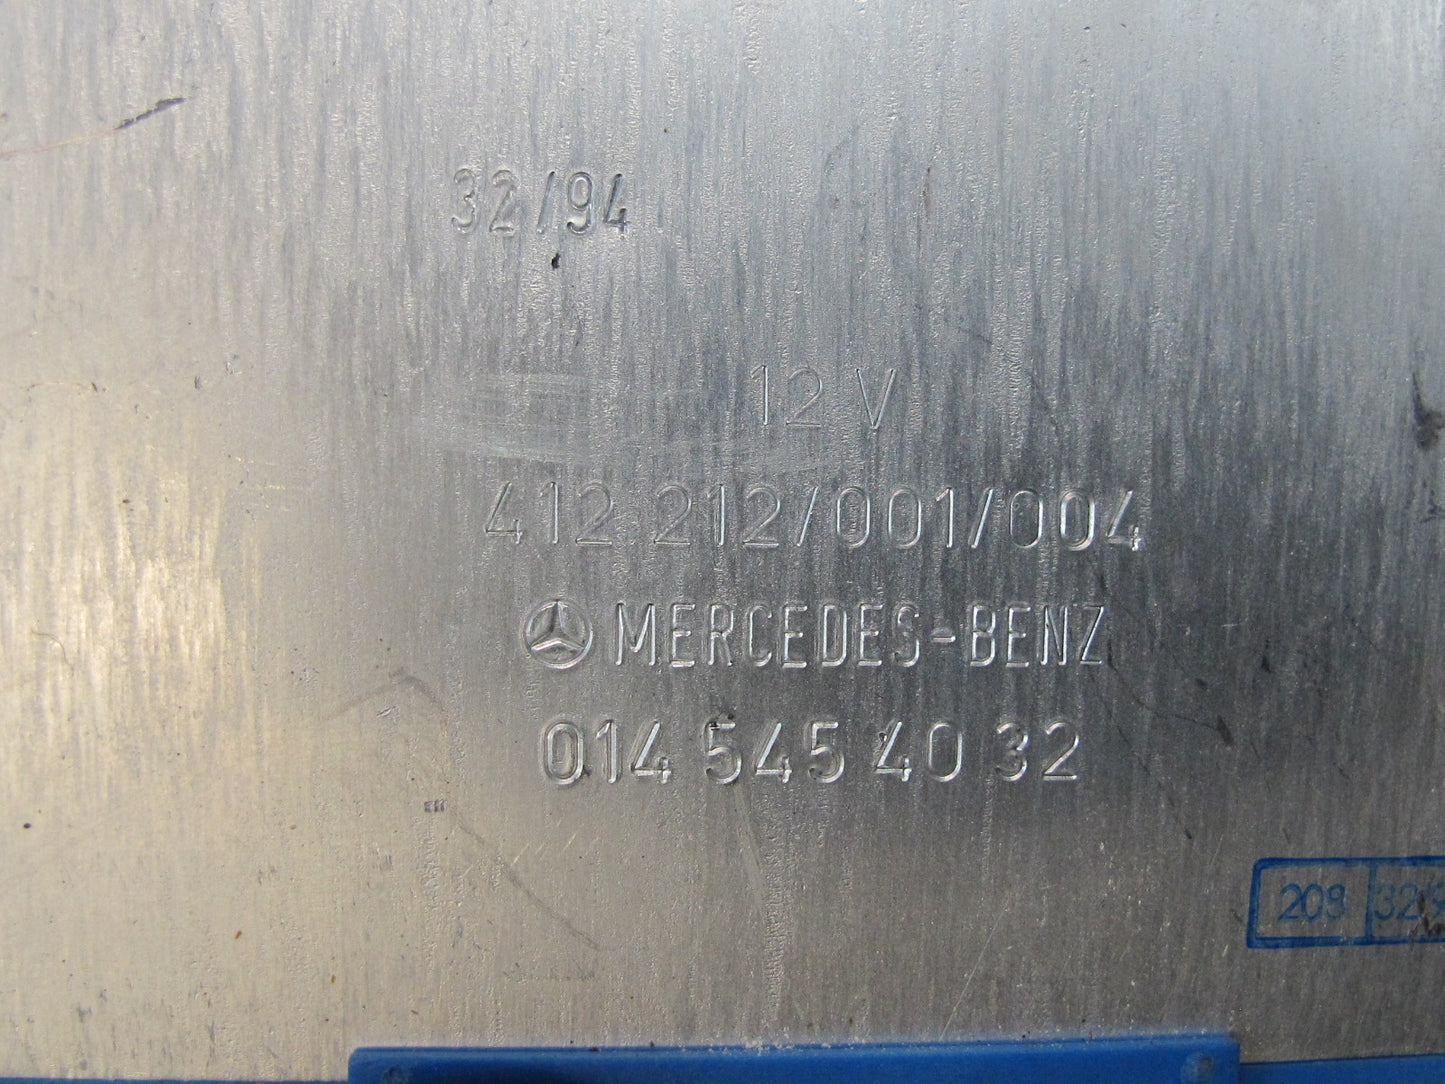 32/94
12 V
412.212/001/004
MERCEDES-BENZ
014 545 40 32
208